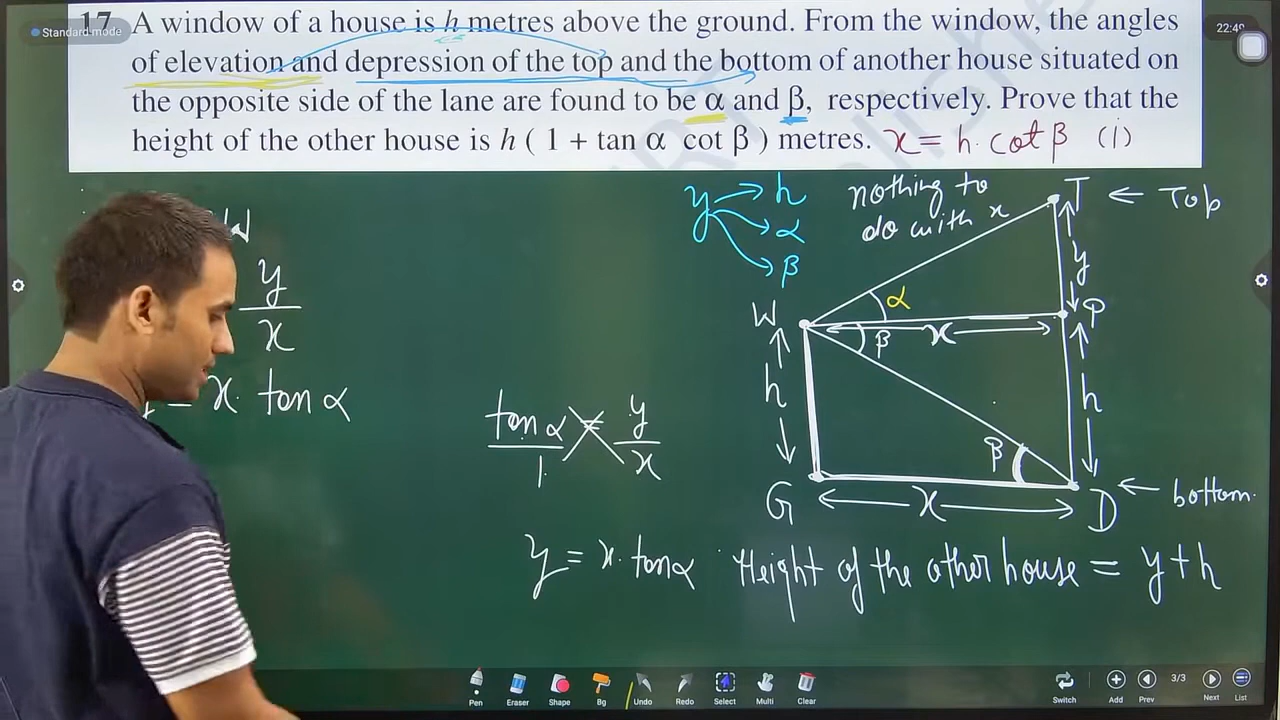 Standard mode
22:49
17. A window of a house is h metres above the ground. From the window, the angles
of elevation and depression of the top and the bottom of another house situated on
the opposite side of the lane are found to be α and β, respectively. Prove that the
height of the other house is h ( 1 + tan α cot β ) metres. x = h. cot β (1)
W
y
x
= x. tan α
tan α = y
1 x
y = x. tan α
y → h
→ α
→ β
nothing to
do with x
T ← Top
y
α
W
P
x
β
h
h
β
G
x
D
← bottom.
Height of the other house = y + h
Pen
Eraser
Shape
Bg
Undo
Redo
Select
Multi
Clear
Switch
Add
Prev
3/3
Next
List